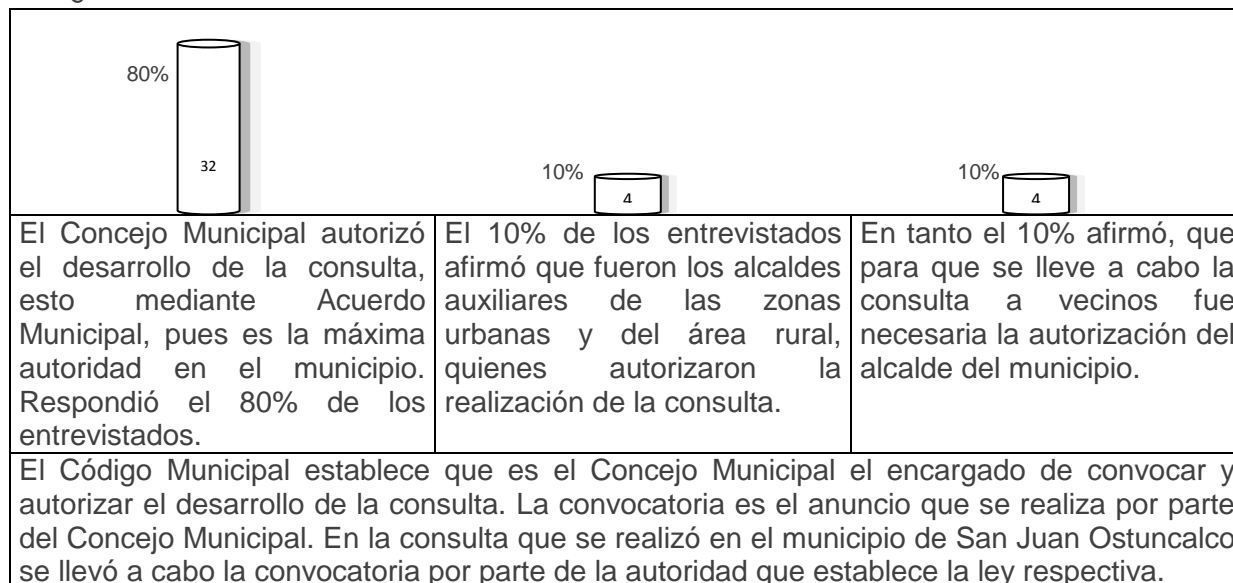 80%
32
10%
4
10%
4
El Concejo Municipal autorizó
el desarrollo de la consulta,
esto mediante Acuerdo
Municipal, pues es la máxima
autoridad en el municipio.
Respondió el 80% de los
entrevistados.
El 10% de los entrevistados
afirmó que fueron los alcaldes
auxiliares de las zonas
urbanas y del área rural,
quienes autorizaron la
realización de la consulta.
En tanto el 10% afirmó, que
para que se lleve a cabo la
consulta a vecinos fue
necesaria la autorización del
alcalde del municipio.
El Código Municipal establece que es el Concejo Municipal el encargado de convocar y
autorizar el desarrollo de la consulta. La convocatoria es el anuncio que se realiza por parte
del Concejo Municipal. En la consulta que se realizó en el municipio de San Juan Ostuncalco
se llevó a cabo la convocatoria por parte de la autoridad que establece la ley respectiva.